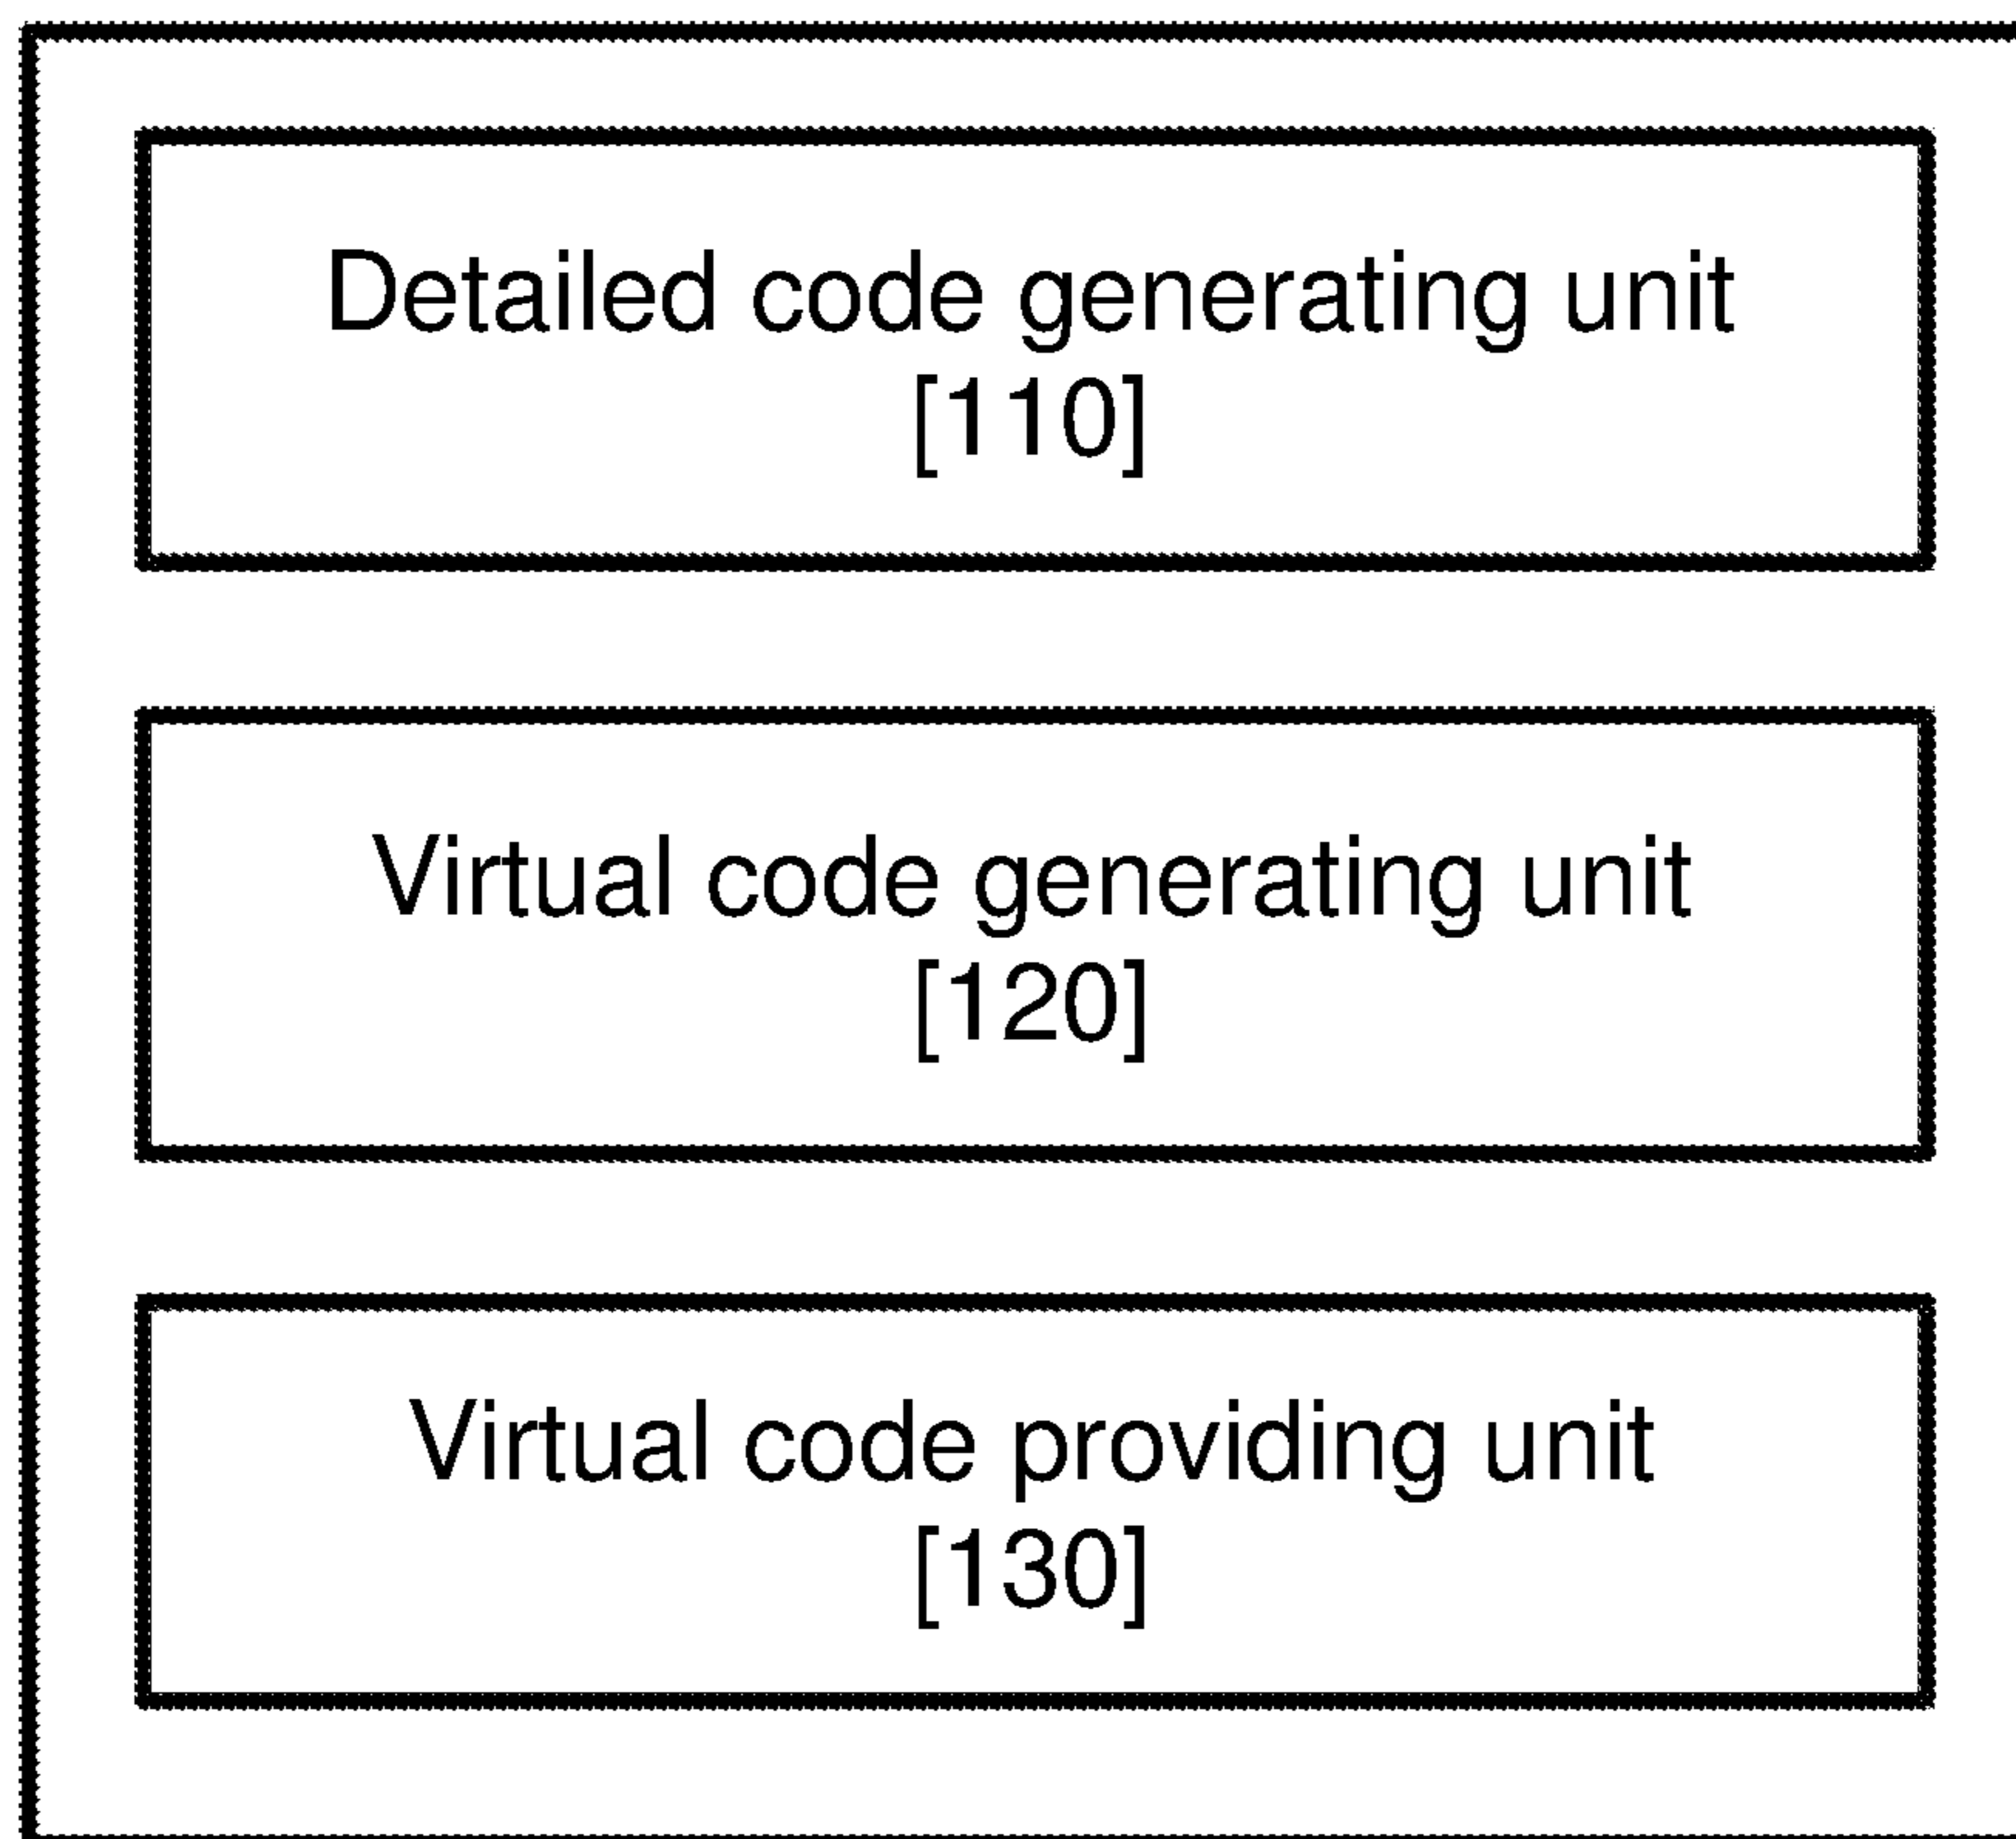 Detailed code generating unit
[110]
Virtual code generating unit
[120]
Virtual code providing unit
[130]